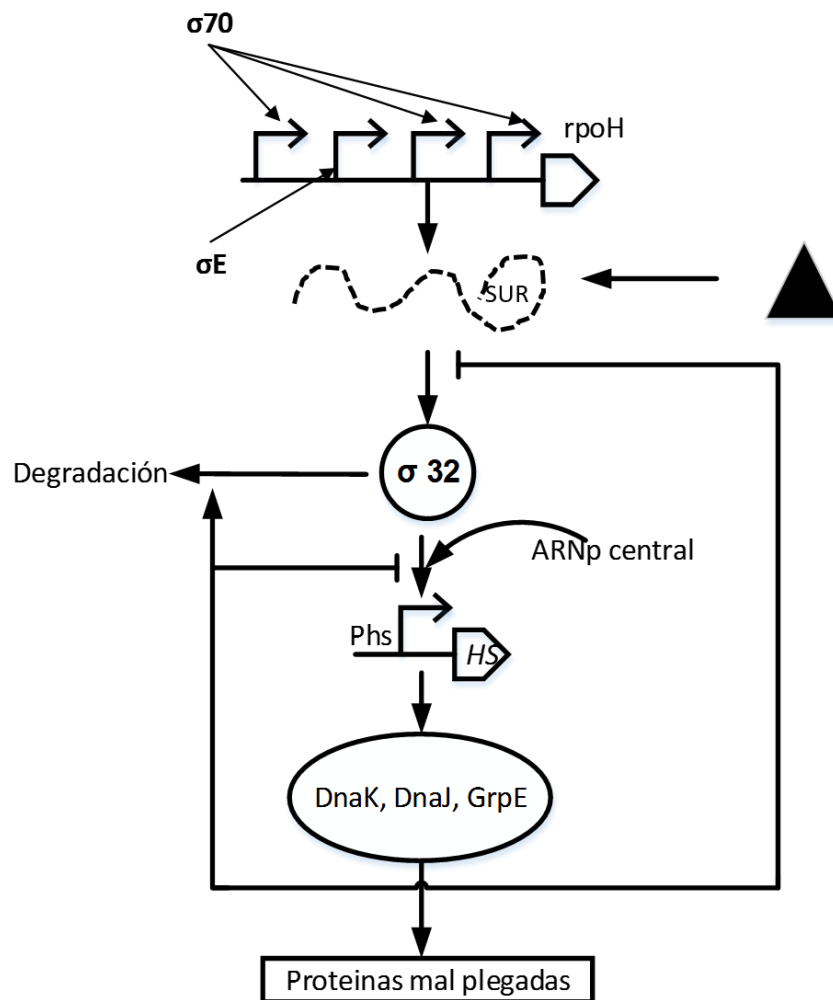 σ70
rpoH
σE
SUR
σ 32
Degradación
ARNp central
Phs
HS
DnaK, DnaJ, GrpE
Proteinas mal plegadas